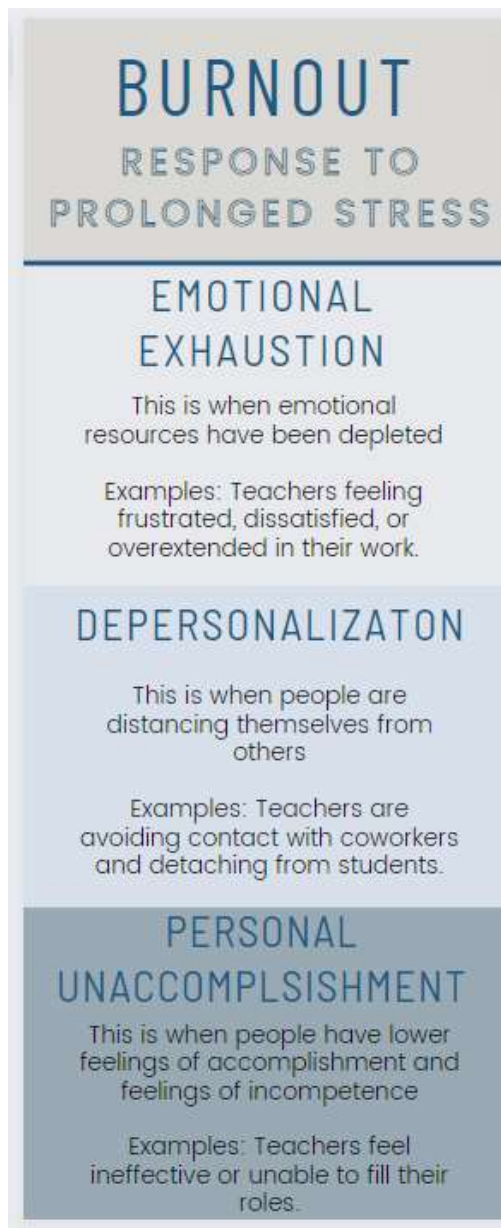 BURNOUT
RESPONSE TO
PROLONGED STRESS
EMOTIONAL
EXHAUSTION
This is when emotional
resources have been depleted
Examples: Teachers feeling
frustrated, dissatisfied, or
overextended in their work.
DEPERSONALIZATON
This is when people are
distancing themselves from
others
Examples: Teachers are
avoiding contact with coworkers
and detaching from students.
PERSONAL
UNACCOMPLSISHMENT
This is when people have lower
feelings of accomplishment and
feelings of incompetence
Examples: Teachers feel
ineffective or unable to fill their
roles.